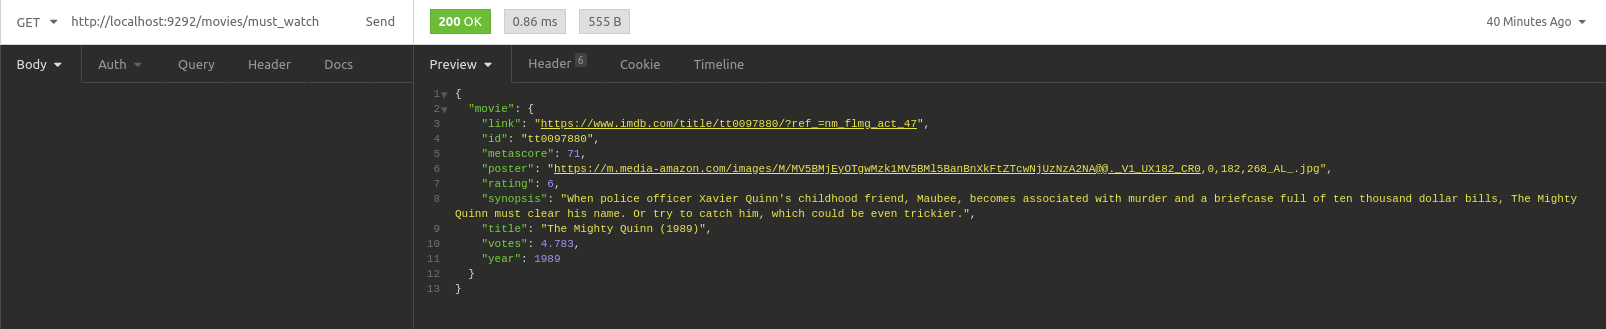 GET http://localhost:9292/movies/must_watch Send 200 OK 0.86 ms 555 B 40 Minutes Ago
Body Auth Query Header Docs Preview Header 6 Cookie Timeline
1 {
2 "movie": {
3 "link": "https://www.imdb.com/title/tt0097880/?ref_=nm_flmg_act_47",
4 "id": "tt0097880",
5 "metascore": 71,
6 "poster": "https://m.media-amazon.com/images/M/MV5BMjEyOTgwMzk1MV5BMl5BanBnXkFtZTcwNjUzNzA2NA@@._V1_UX182_CR0,0,182,268_AL_.jpg",
7 "rating": 6,
8 "synopsis": "When police officer Xavier Quinn's childhood friend, Maubee, becomes associated with murder and a briefcase full of ten thousand dollar bills, The Mighty
Quinn must clear his name. Or try to catch him, which could be even trickier.",
9 "title": "The Mighty Quinn (1989)",
10 "votes": 4.783,
11 "year": 1989
12 }
13 }